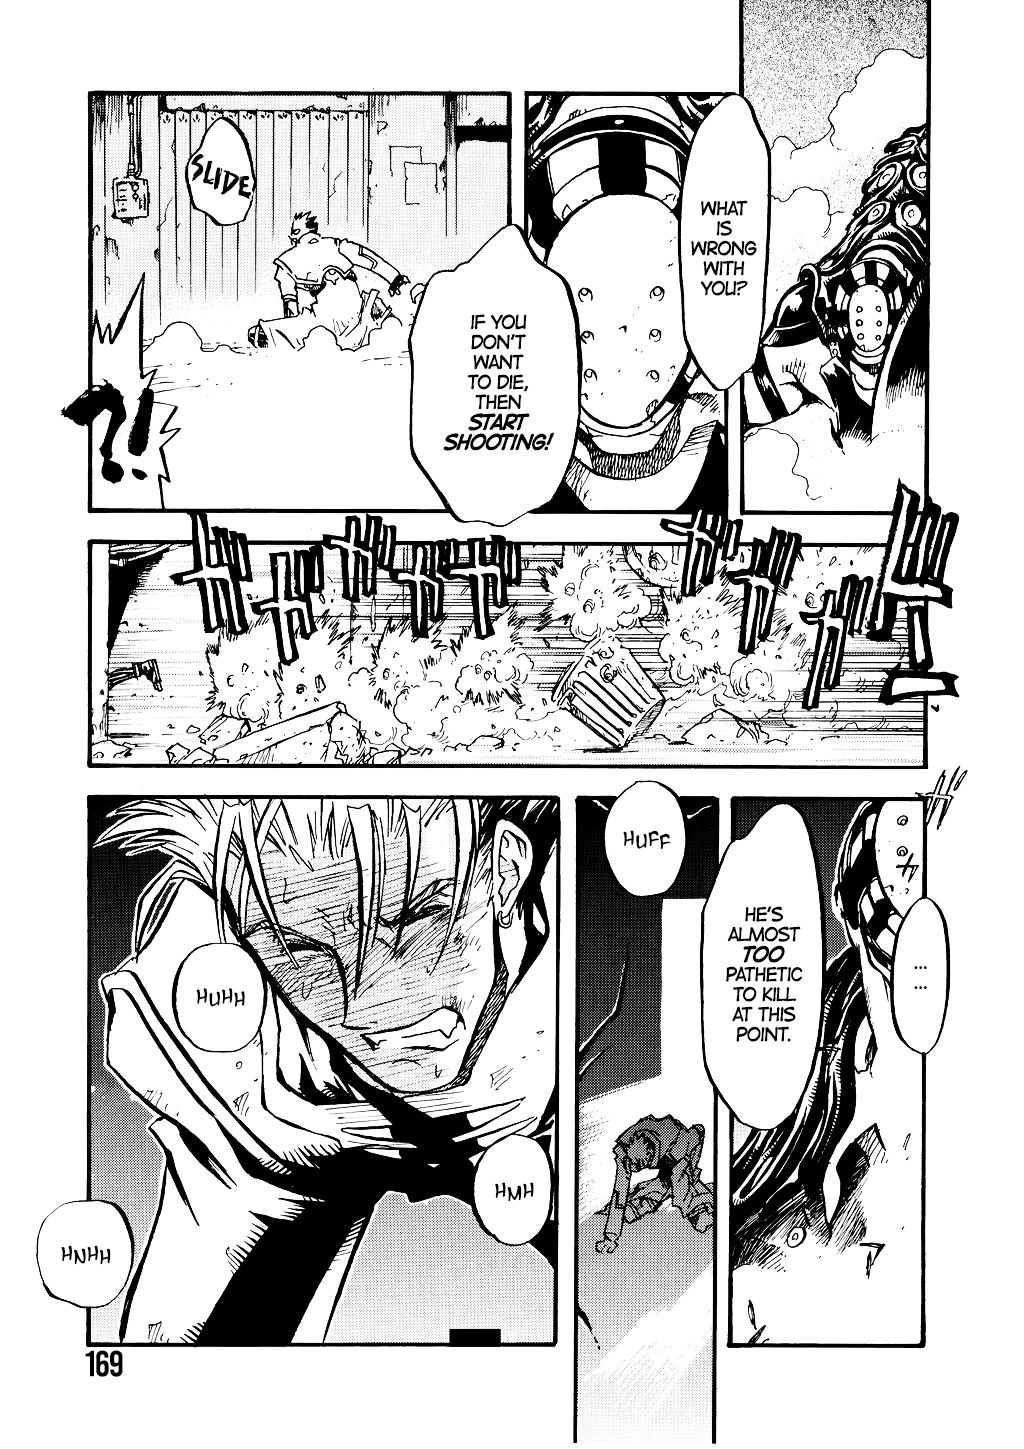 WHAT
IS
WRONG
WITH
YOU?
IF YOU
DON'T
WANT
TO DIE,
THEN
START
SHOOTING!
SLIDE
?!
HE'S
ALMOST
TOO
PATHETIC
TO KILL
AT THIS
POINT.
...
...
HUFF
HUHH
HMH
HNHH
169